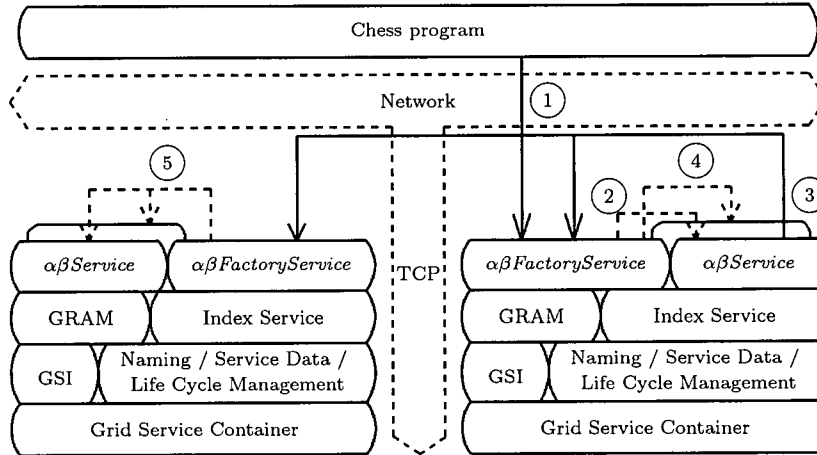 Chess program
Network
1
5
2
4
3
αβService
αβFactoryService
TCP
αβFactoryService
αβService
GRAM
Index Service
GRAM
Index Service
GSI
Naming / Service Data /
Life Cycle Management
GSI
Naming / Service Data /
Life Cycle Management
Grid Service Container
Grid Service Container